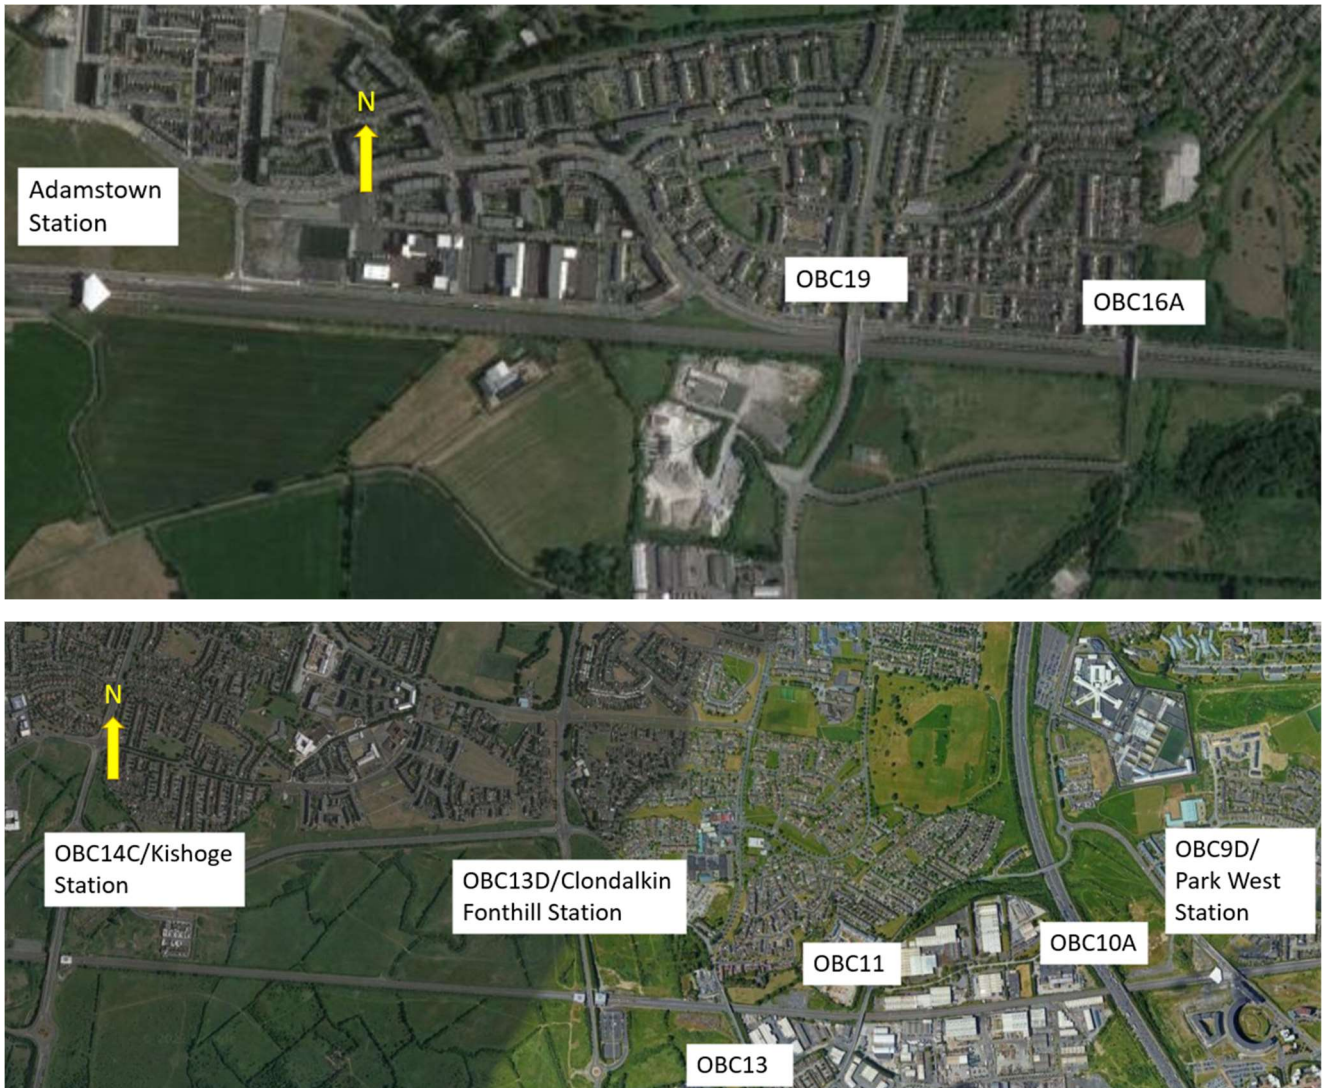 N
Adamstown
Station
OBC19
OBC16A
N
OBC14C/Kishoge
Station
OBC13D/Clondalkin
Fonthill Station
OBC9D/
Park West
Station
OBC10A
OBC11
OBC13